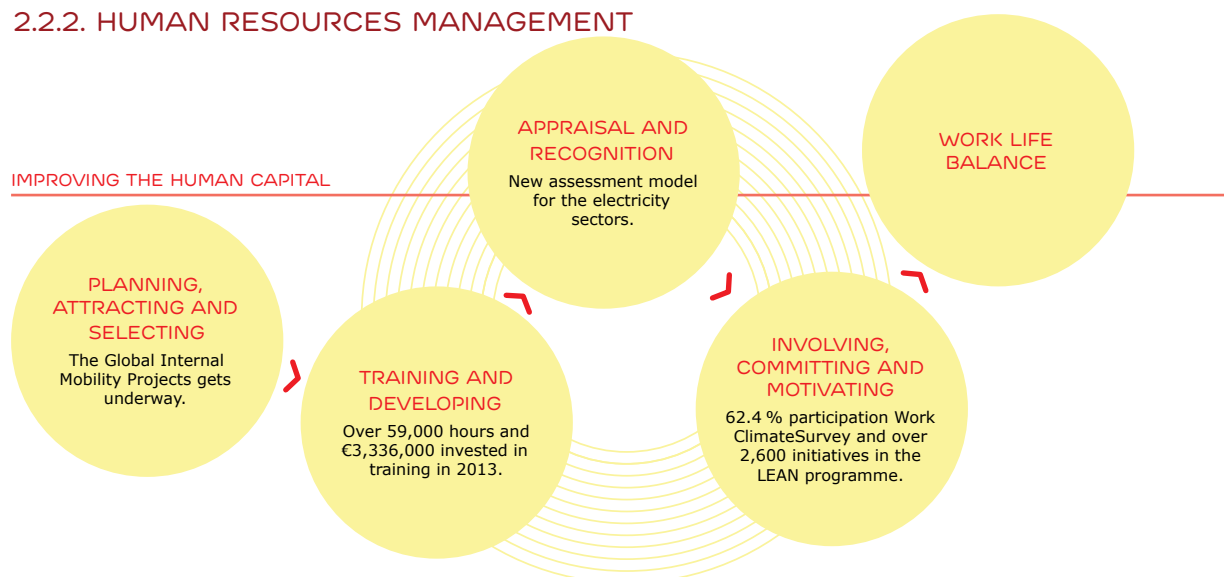 2.2.2. HUMAN RESOURCES MANAGEMENT
IMPROVING THE HUMAN CAPITAL
PLANNING,
ATTRACTING AND
SELECTING
The Global Internal
Mobility Projects gets
underway.
TRAINING AND
DEVELOPING
Over 59,000 hours and
€3,336,000 invested in
training in 2013.
APPRAISAL AND
RECOGNITION
New assessment model
for the electricity
sectors.
INVOLVING,
COMMITTING AND
MOTIVATING
62.4 % participation Work
ClimateSurvey and over
2,600 initiatives in the
LEAN programme.
WORK LIFE
BALANCE